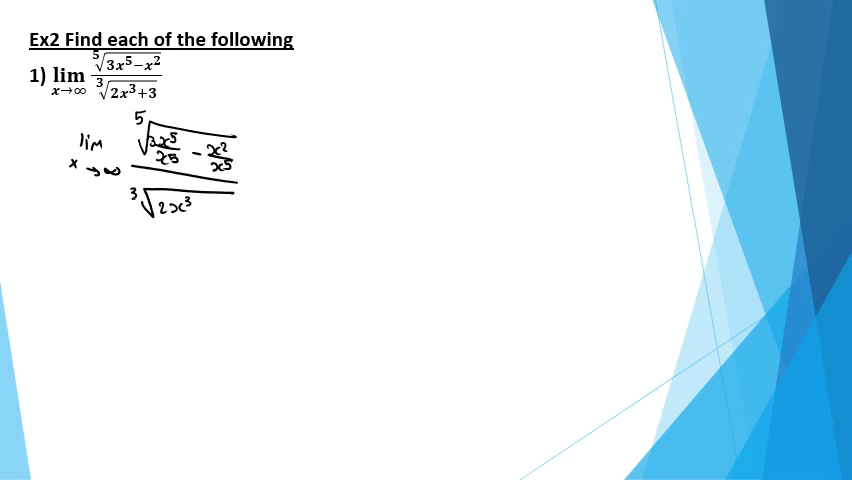 Ex2 Find each of the following
1) lim x→∞ ⁵√(3x⁵−x²) / ³√(2x³+3)
lim x→∞ ⁵√(3x⁵/x⁵ − x²/x⁵) / ³√(2x³)